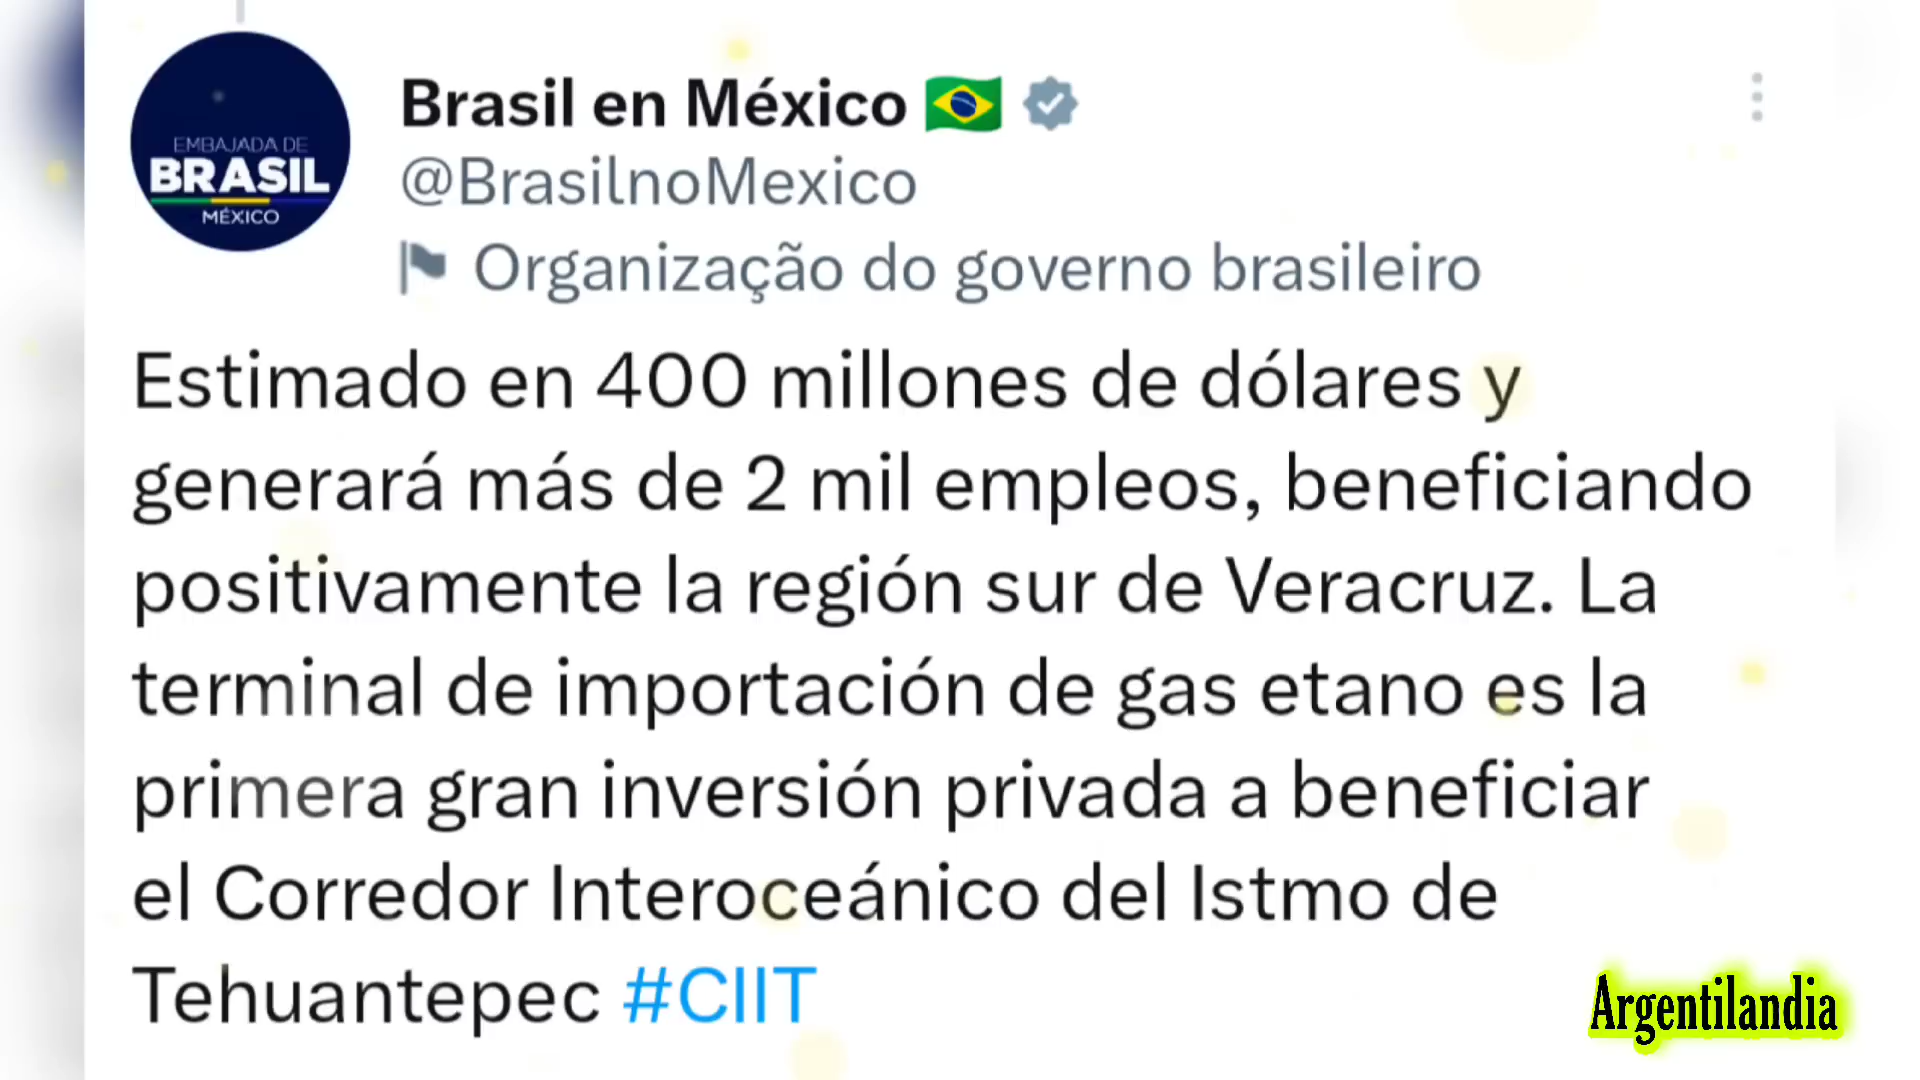 EMBAJADA DE
BRASIL
MÉXICO
Brasil en México
@BrasilnoMexico
Organização do governo brasileiro
Estimado en 400 millones de dólares y
generará más de 2 mil empleos, beneficiando
positivamente la región sur de Veracruz. La
terminal de importación de gas etano es la
primera gran inversión privada a beneficiar
el Corredor Interoceánico del Istmo de
Tehuantepec #CIIT
Argentilandia